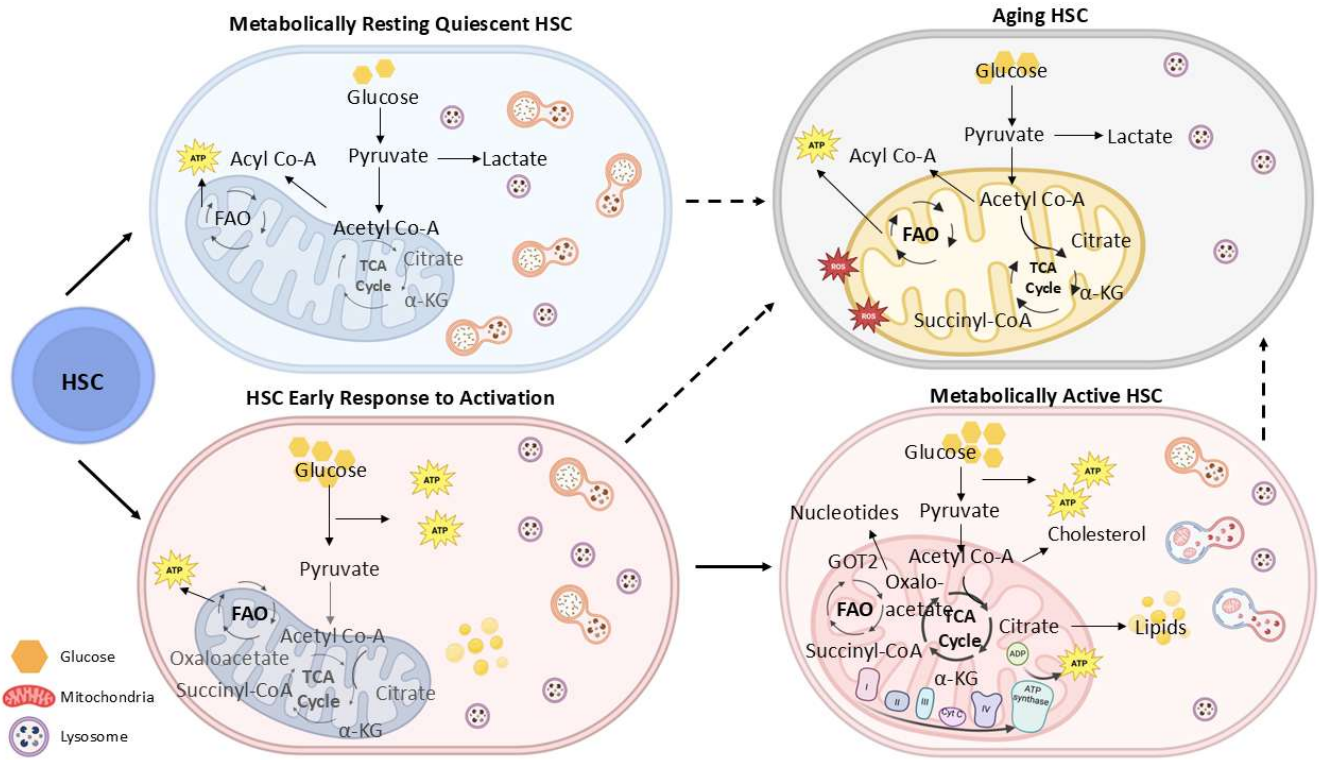 Metabolically Resting Quiescent HSC
Glucose
Pyruvate
Lactate
ATP
Acyl Co-A
FAO
Acetyl Co-A
Citrate
TCA
Cycle
α-KG
Aging HSC
Glucose
Pyruvate
Lactate
ATP
Acyl Co-A
Acetyl Co-A
FAO
Citrate
TCA
Cycle
α-KG
Succinyl-CoA
ROS
ROS
HSC
HSC Early Response to Activation
Glucose
ATP
ATP
Pyruvate
ATP
FAO
Acetyl Co-A
Oxaloacetate
TCA
Cycle
Succinyl-CoA
Citrate
α-KG
Metabolically Active HSC
Glucose
ATP
ATP
Nucleotides
Pyruvate
Cholesterol
Acetyl Co-A
GOT2
Oxalo-
acetate
FAO
TCA
Cycle
Citrate
Lipids
Succinyl-CoA
α-KG
ADP
ATP
I
II
III
Cyt C
IV
ATP
synthase
Glucose
Mitochondria
Lysosome